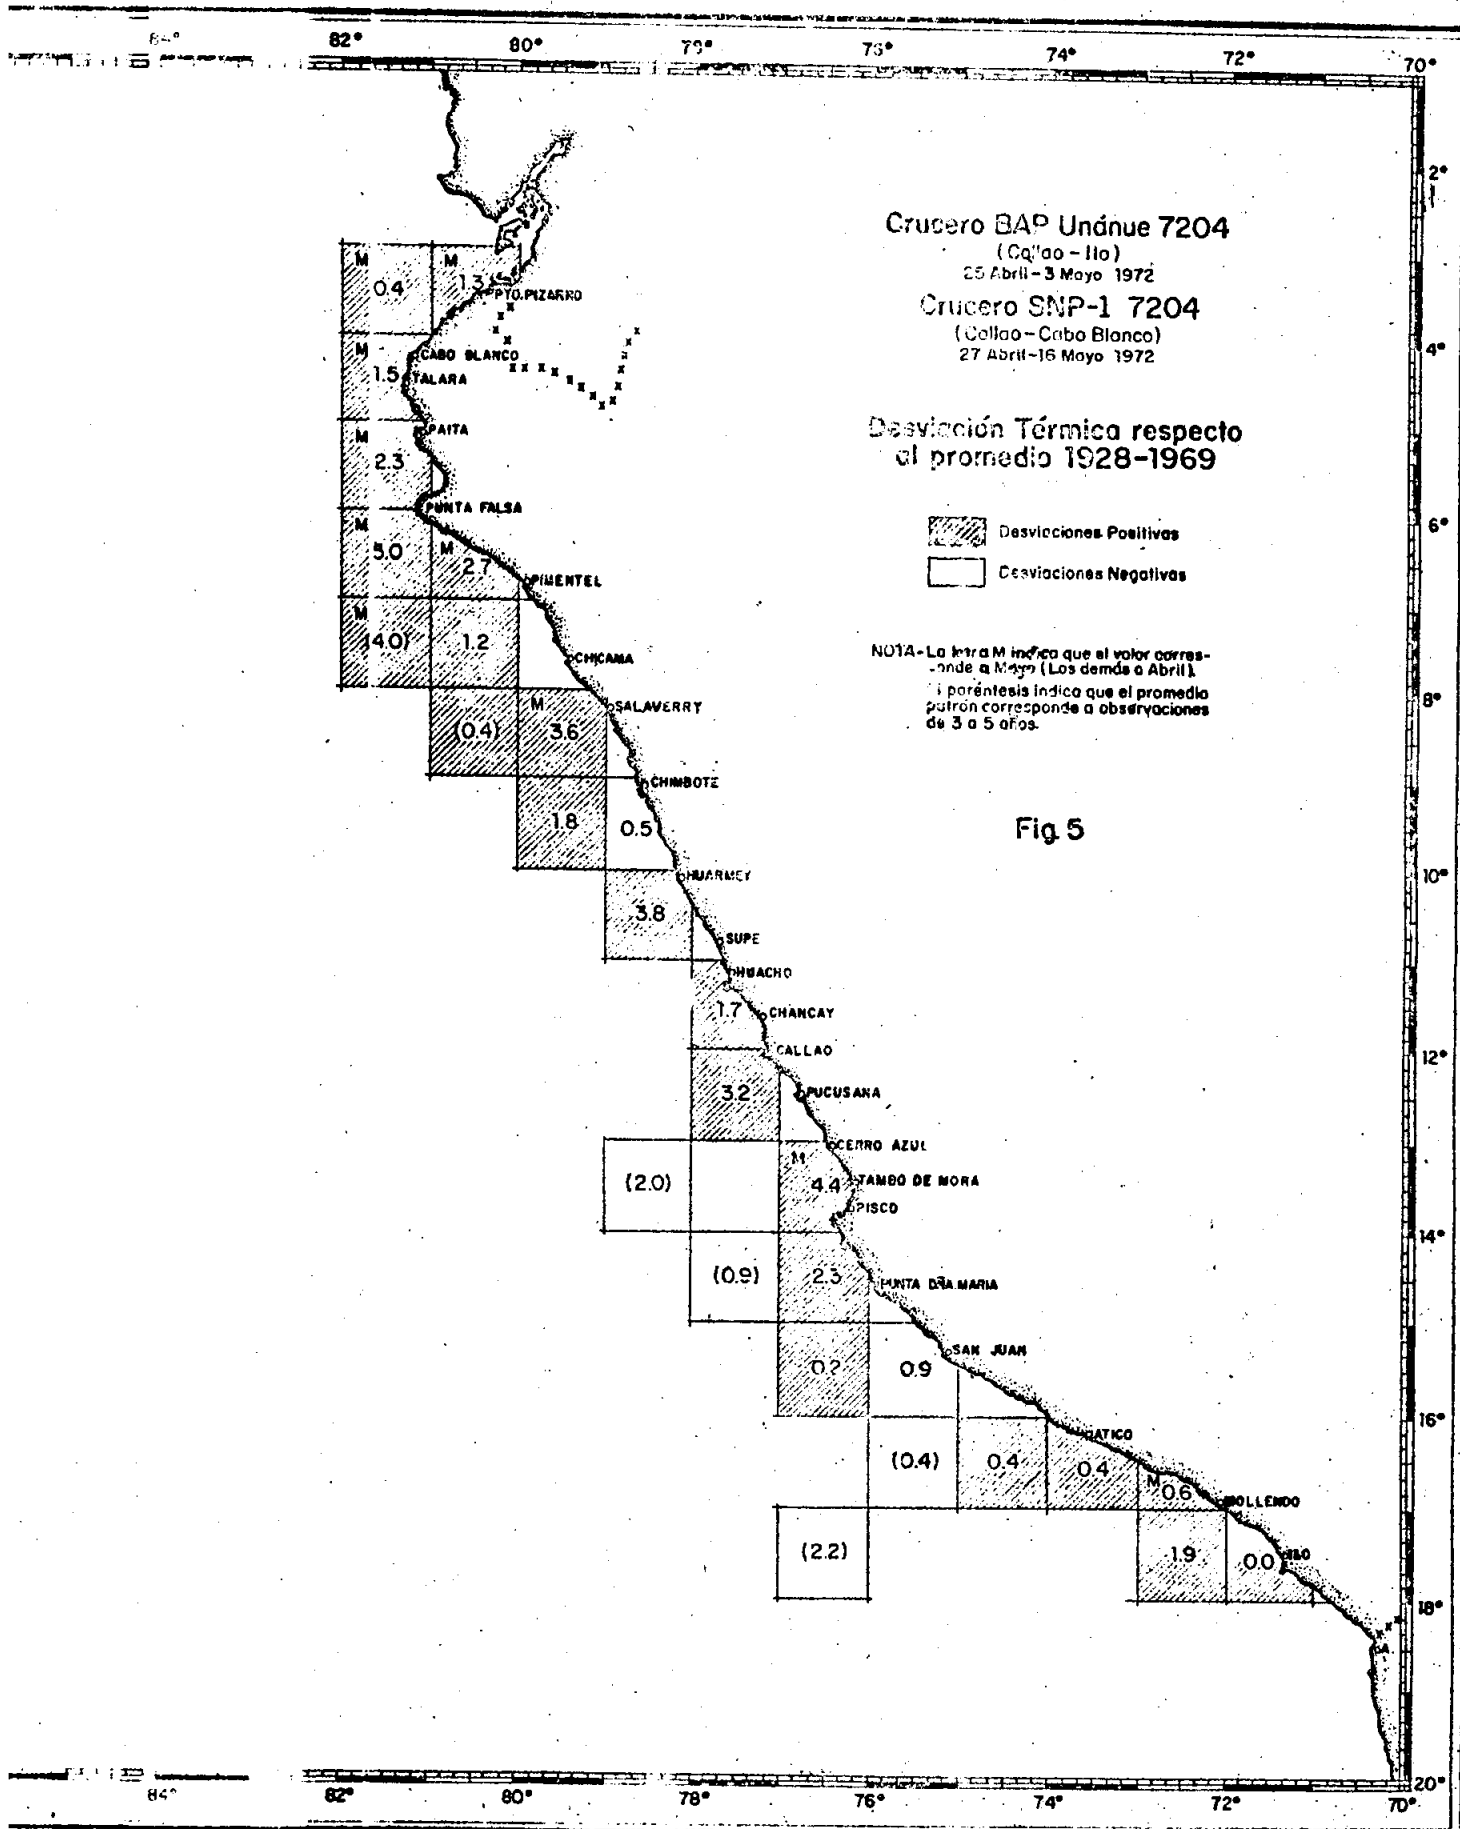 84° 82° 80° 78° 76° 74° 72° 70°
2°
Crucero BAP Unánue 7204
(Callao - Ilo)
25 Abril - 3 Mayo 1972
Crucero SNP-1 7204
(Callao - Cabo Blanco)
27 Abril - 16 Mayo 1972
M 0.4
M 1.3
PTO. PIZARRO
4°
M 1.5
CABO BLANCO
TALARA
Desviación Térmica respecto
al promedio 1928-1969
PAITA
M 2.3
PUNTA FALSA
6°
Desviaciones Positivas
Desviaciones Negativas
M 3.0
M 2.7
PIMENTEL
M (4.0)
1.2
CHICAMA
NOTA- La letra M indica que el valor corres-
ponde a Mayo (Los demás a Abril).
paréntesis indica que el promedio
patrón corresponde a observaciones
de 3 a 5 años.
8°
(0.4)
M 3.6
SALAVERRY
CHIMBOTE
1.8
0.5
Fig. 5
HUARMEY
10°
3.8
SUPE
HUACHO
1.7
CHANCAY
CALLAO
12°
3.2
PUCUSANA
CERRO AZUL
(2.0)
M 4.4
TAMBO DE MORA
PISCO
14°
(0.9)
2.3
PUNTA DÑA. MARIA
0.2
0.9
SAN JUAN
16°
ATICO
(0.4)
0.4
0.4
M 0.6
MOLLENDO
(2.2)
1.9
0.0
ILO
18°
20°
84° 82° 80° 78° 76° 74° 72° 70°